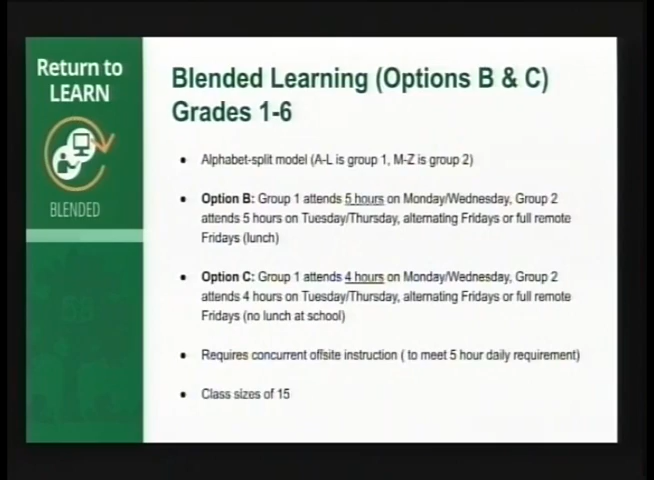 Return to
LEARN
BLENDED
Blended Learning (Options B & C)
Grades 1-6
• Alphabet-split model (A-L is group 1, M-Z is group 2)
• Option B: Group 1 attends 5 hours on Monday/Wednesday, Group 2
attends 5 hours on Tuesday/Thursday, alternating Fridays or full remote
Fridays (lunch)
• Option C: Group 1 attends 4 hours on Monday/Wednesday, Group 2
attends 4 hours on Tuesday/Thursday, alternating Fridays or full remote
Fridays (no lunch at school)
• Requires concurrent offsite instruction ( to meet 5 hour daily requirement)
• Class sizes of 15